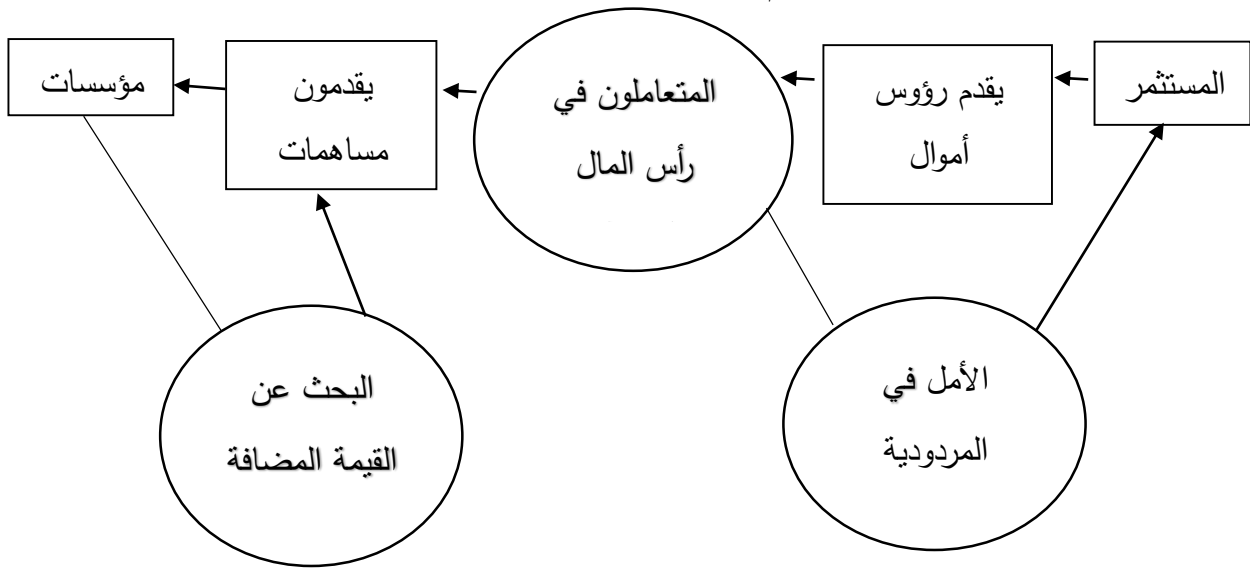 المستثمر
يقدم رؤوس
أموال
المتعاملون في
رأس المال
يقدمون
مساهمات
مؤسسات
الأمل في
المردودية
البحث عن
القيمة المضافة